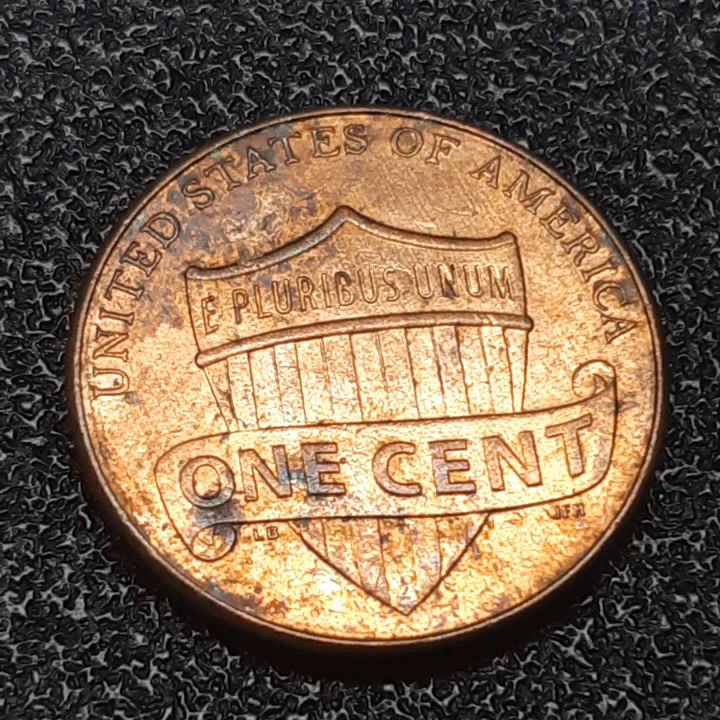 UNITED STATES OF AMERICA
E PLURIBUS UNUM
ONE CENT
LB
JFM